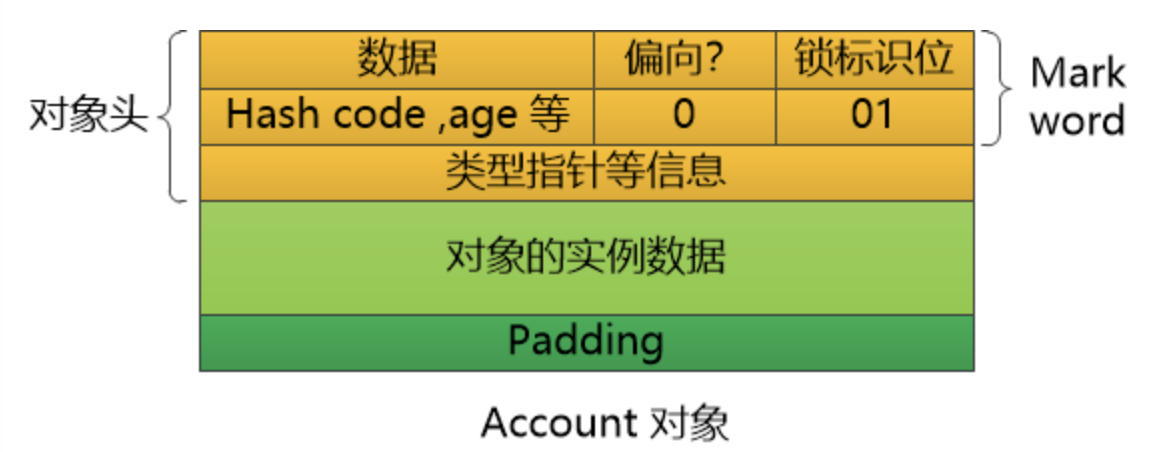 数据 偏向? 锁标识位
对象头 Hash code ,age 等 0 01 Mark word
类型指针等信息
对象的实例数据
Padding
Account 对象